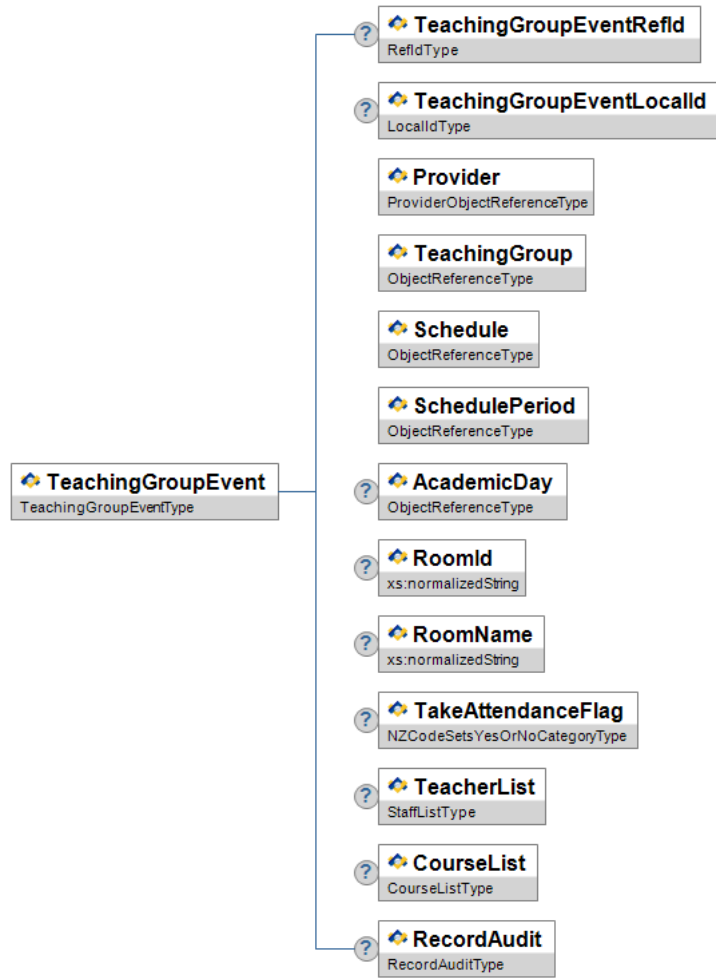 ?
TeachingGroupEventRefId
RefIdType
?
TeachingGroupEventLocalId
LocalIdType
Provider
ProviderObjectReferenceType
TeachingGroup
ObjectReferenceType
Schedule
ObjectReferenceType
SchedulePeriod
ObjectReferenceType
TeachingGroupEvent
TeachingGroupEventType
?
AcademicDay
ObjectReferenceType
?
RoomId
xs:normalizedString
?
RoomName
xs:normalizedString
?
TakeAttendanceFlag
NZCodeSetsYesOrNoCategoryType
?
TeacherList
StaffListType
?
CourseList
CourseListType
?
RecordAudit
RecordAuditType